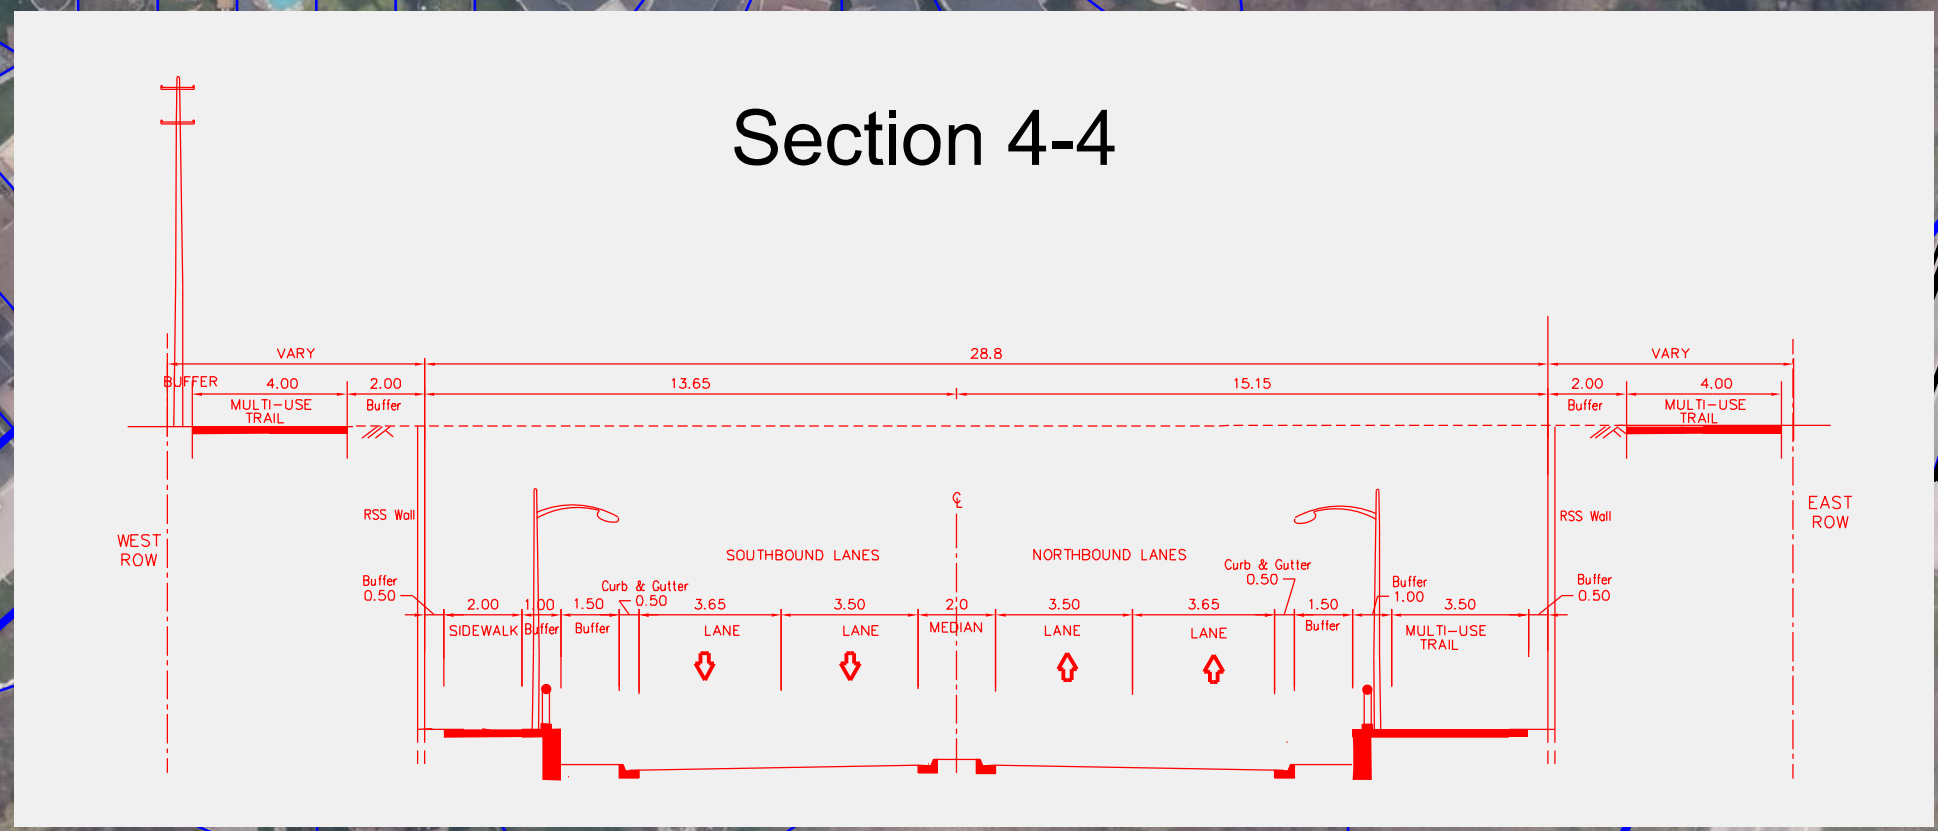 Section 4-4
VARY
28.8
VARY
BUFFER
4.00
2.00
13.65
15.15
2.00
4.00
MULTI-USE
TRAIL
Buffer
Buffer
MULTI-USE
TRAIL
WEST
ROW
RSS Wall
℄
RSS Wall
EAST
ROW
SOUTHBOUND LANES
NORTHBOUND LANES
Buffer
0.50
2.00
SIDEWALK
1.00
Buffer
1.50
Buffer
Curb & Gutter
0.50
3.65
LANE
3.50
LANE
2.0
MEDIAN
3.50
LANE
3.65
LANE
Curb & Gutter
0.50
1.50
Buffer
Buffer
1.00
3.50
MULTI-USE
TRAIL
Buffer
0.50